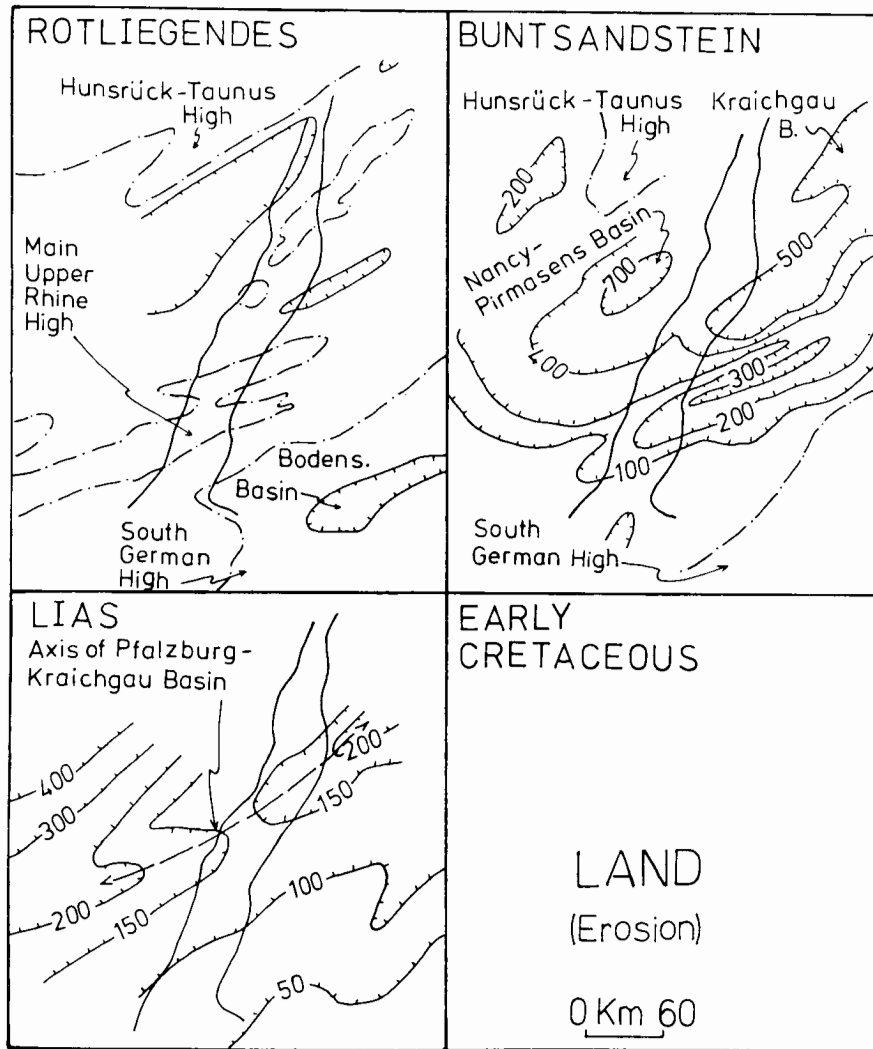 ROTLIEGENDES
Hunsrück-Taunus
High
Main
Upper
Rhine
High
Bodens.
Basin
South
German
High
BUNTSANDSTEIN
Hunsrück-Taunus
High
Kraichgau
B.
200
Nancy-
Pirmasens Basin
700
500
400
300
200
100
South
German High
LIAS
Axis of Pfalzburg-
Kraichgau Basin
200
400
150
300
100
200
150
50
EARLY
CRETACEOUS
LAND
(Erosion)
0 Km 60